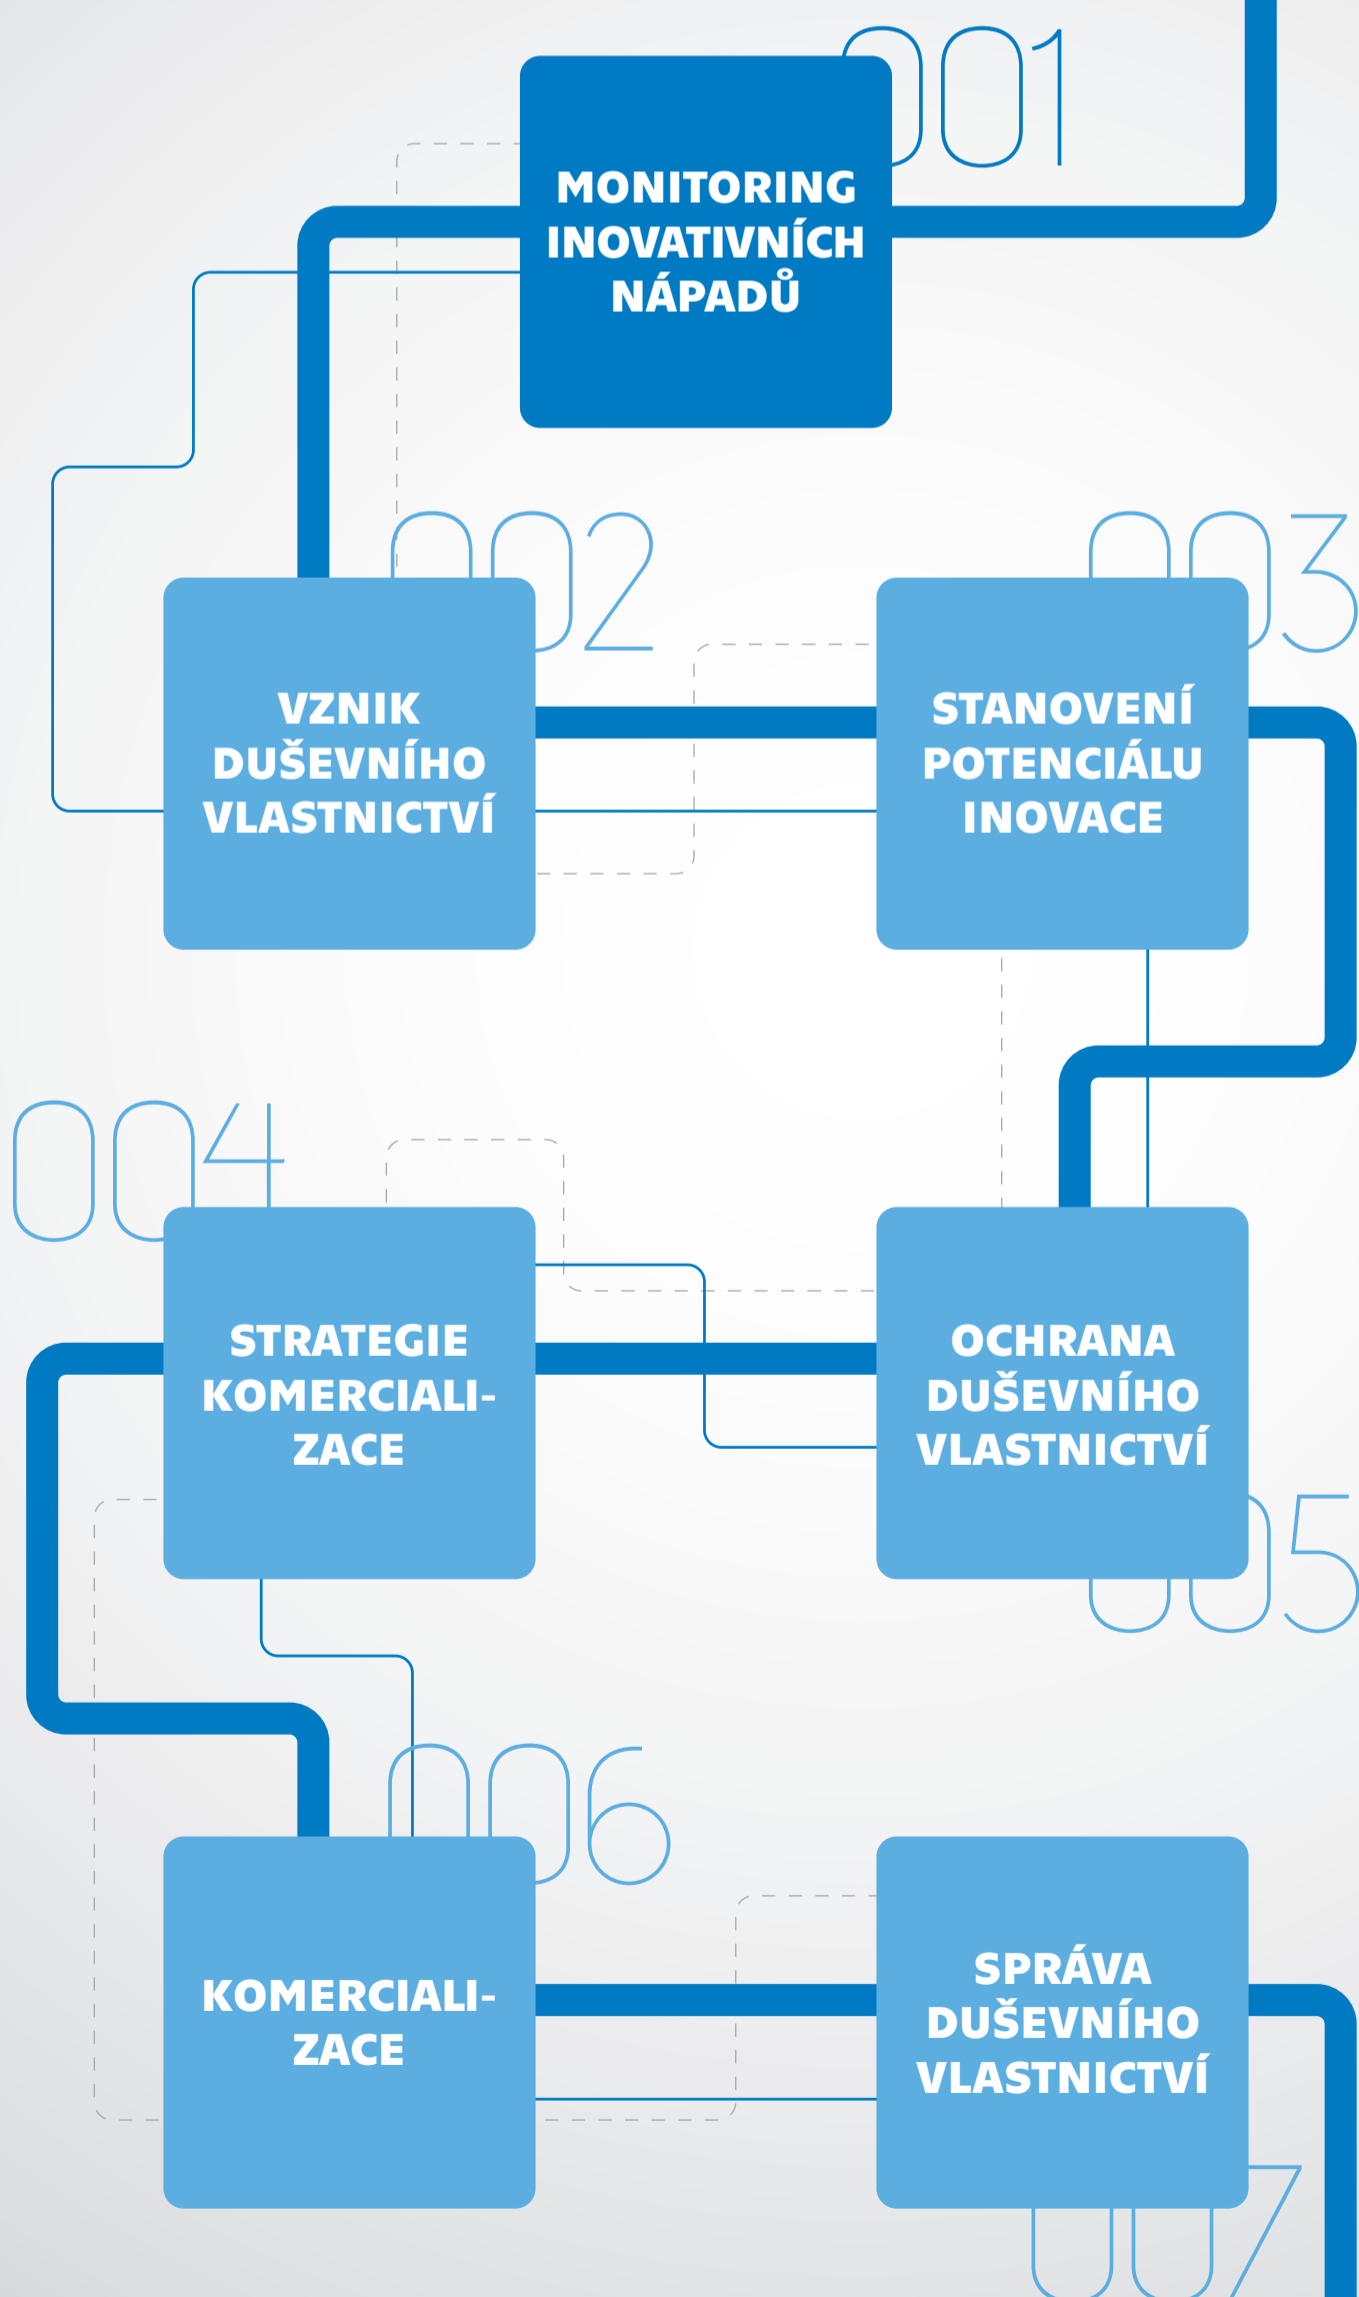 001
MONITORING
INOVATIVNÍCH
NÁPADŮ
002
VZNIK
DUŠEVNÍHO
VLASTNICTVÍ
003
STANOVENÍ
POTENCIÁLU
INOVACE
004
STRATEGIE
KOMERCIALI-
ZACE
OCHRANA
DUŠEVNÍHO
VLASTNICTVÍ
005
006
KOMERCIALI-
ZACE
SPRÁVA
DUŠEVNÍHO
VLASTNICTVÍ
007